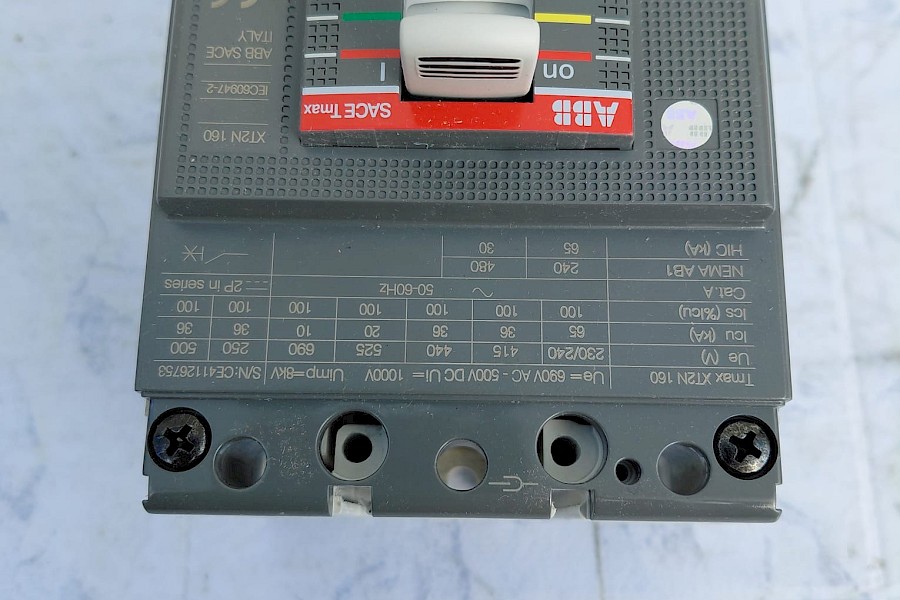 Tmax XT2N 160 Ue= 690V AC - 500V DC Ui= 1000V Uimp=8kV S/N:CE41126753
Ue (V) 230/240 415 440 525 690 250 500
Icu (kA) 65 36 36 20 10 36 36
Ics (%Icu) 100 100 100 100 100 100 100
Cat.A ~ 50-60Hz 2P in series
NEMA AB1 240 480
HIC (kA) 65 30
ABB SACE Tmax
on I
XT2N 160
IEC60947-2
ITALY
ABB SACE
CE